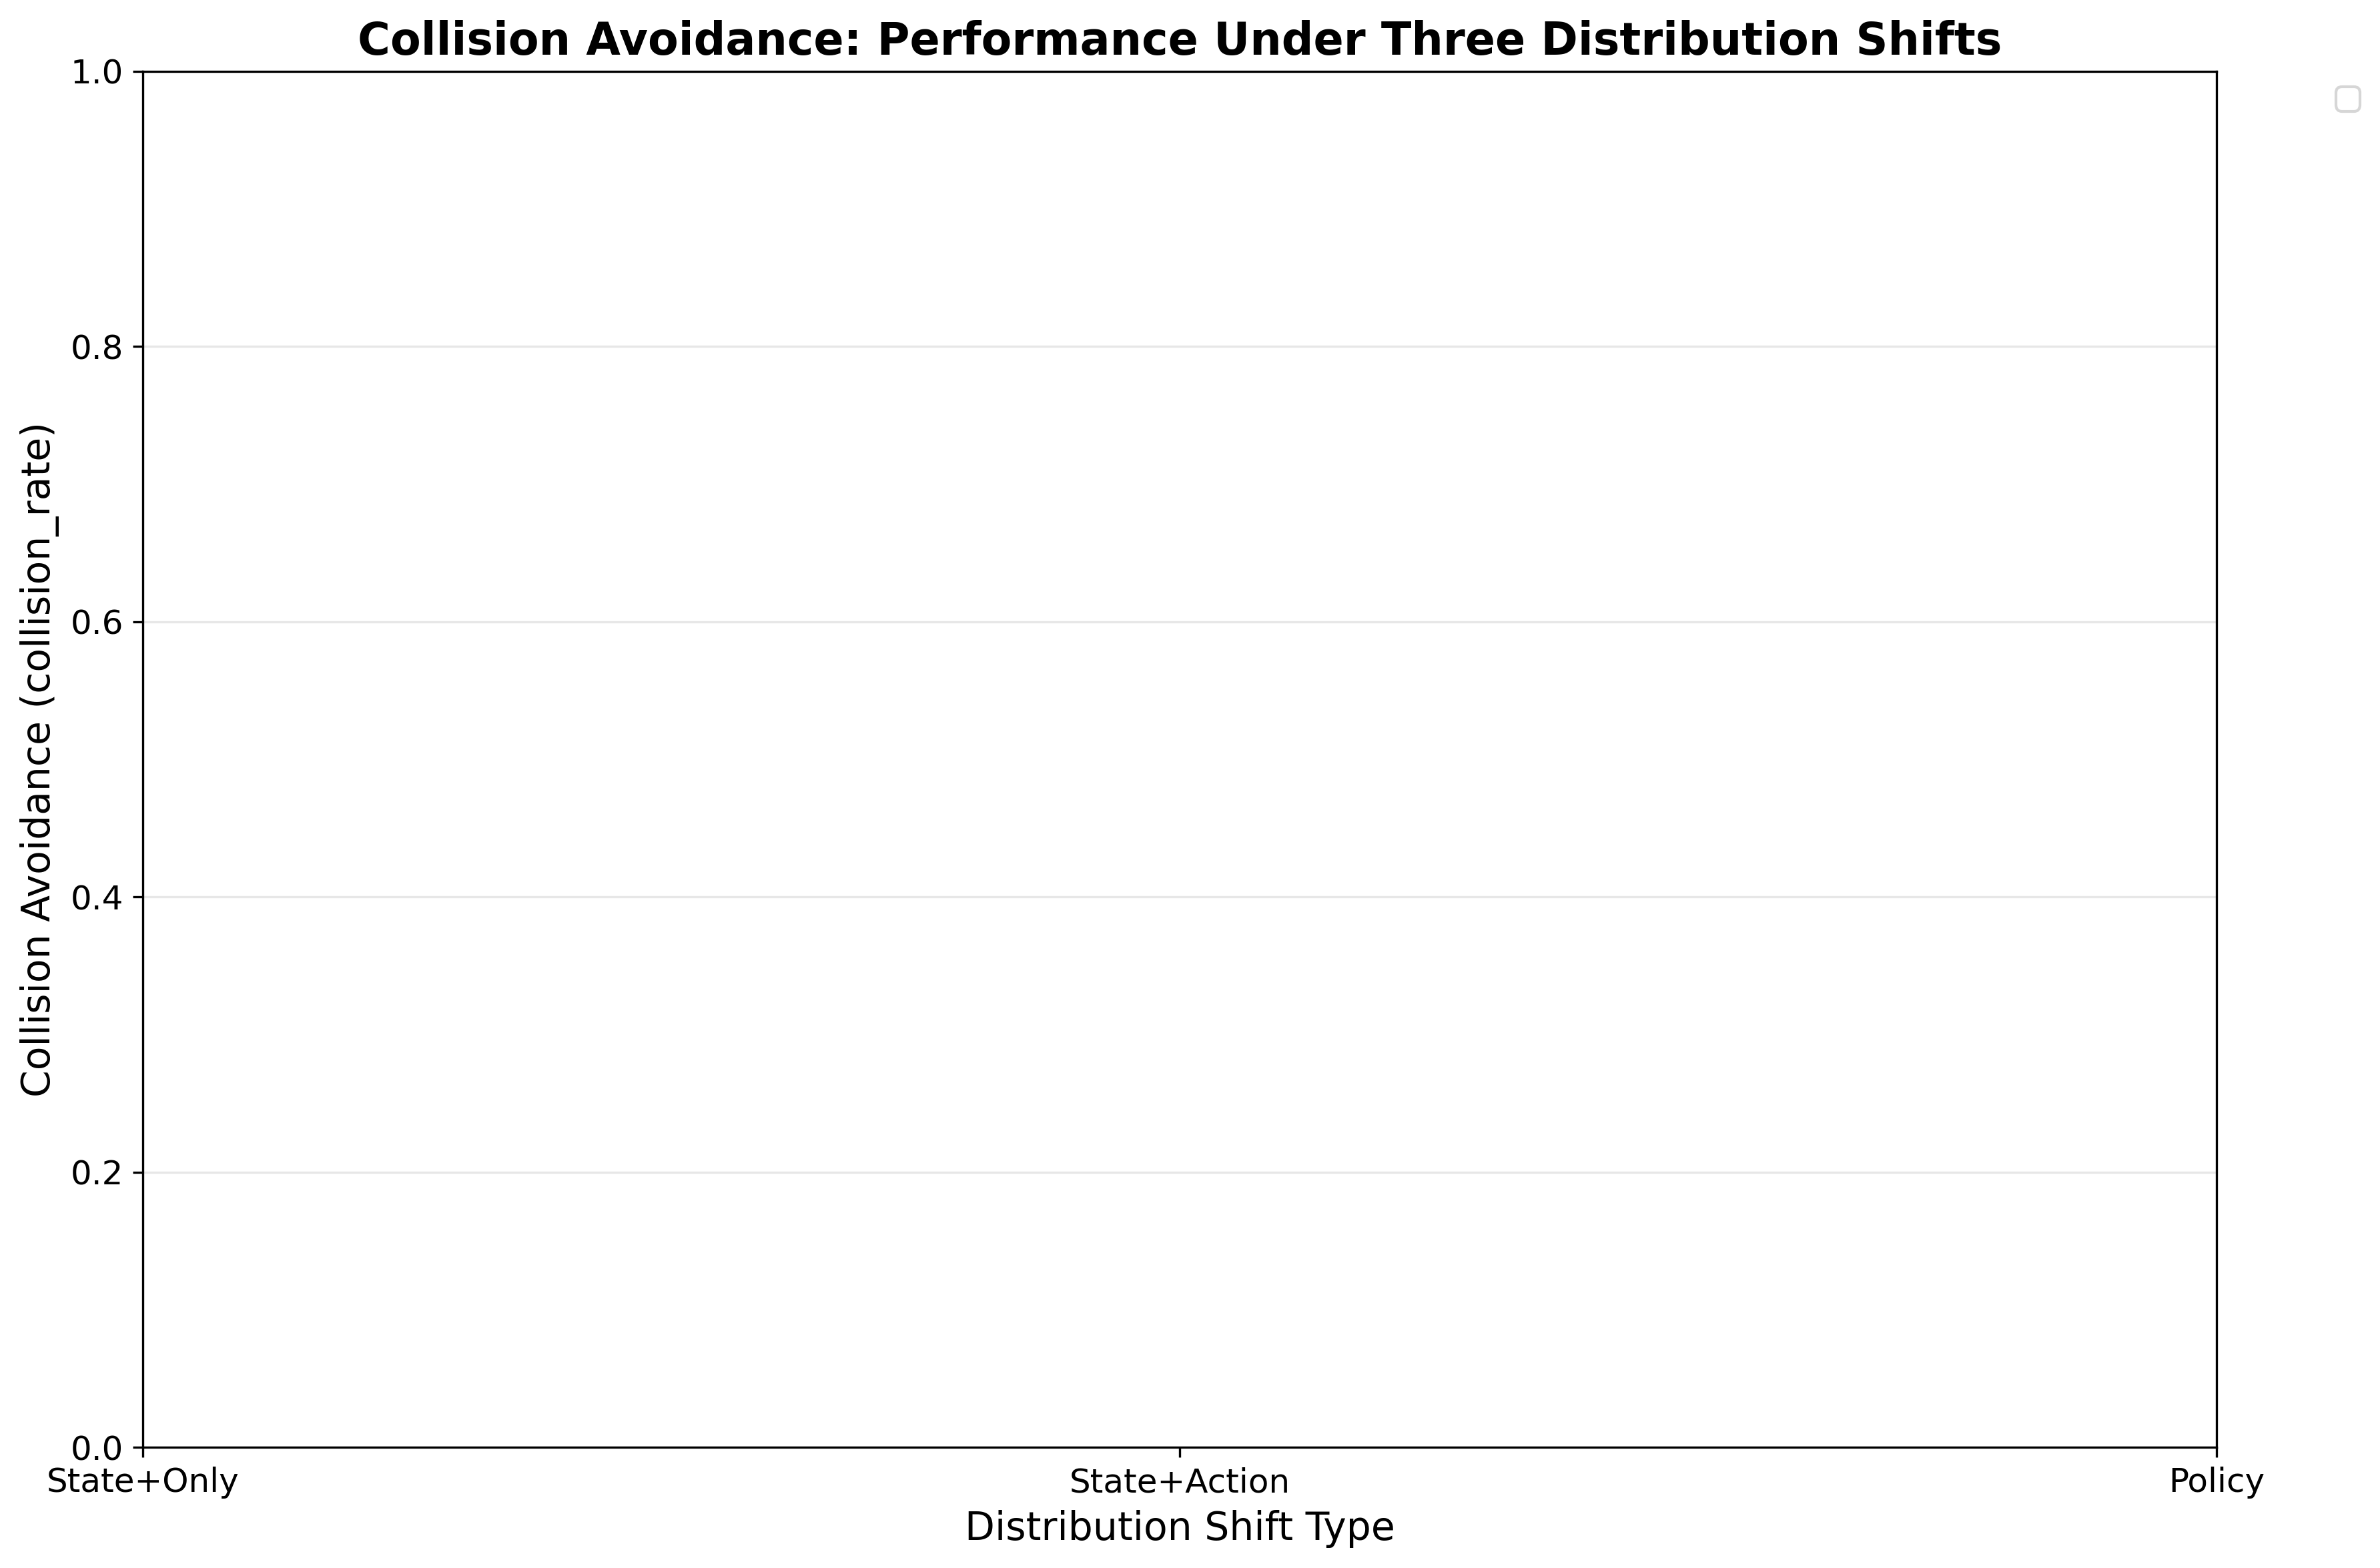 Collision Avoidance: Performance Under Three Distribution Shifts
Collision Avoidance (collision_rate)
1.0
0.8
0.6
0.4
0.2
0.0
State+Only
State+Action
Policy
Distribution Shift Type